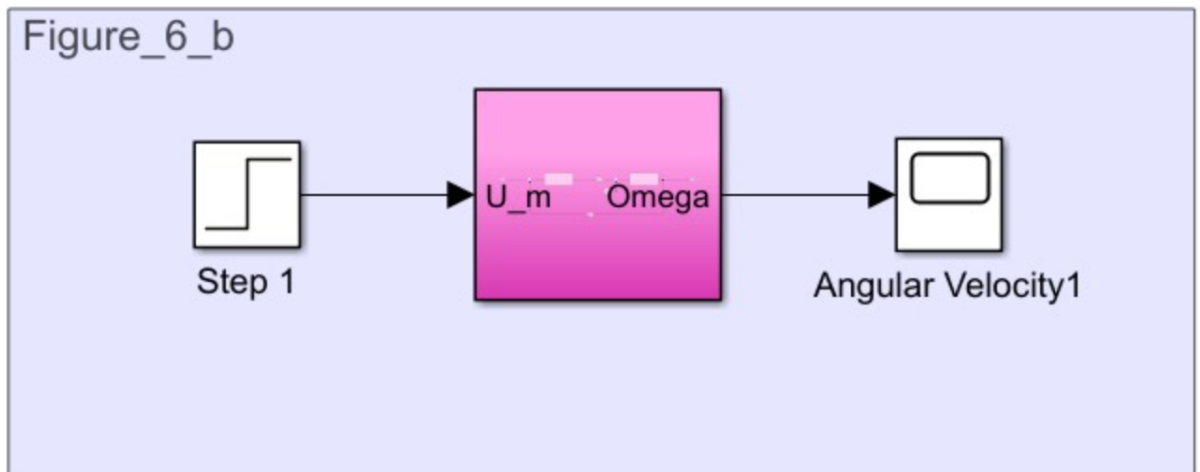 Figure_6_b
U_m
Omega
Step 1
Angular Velocity1